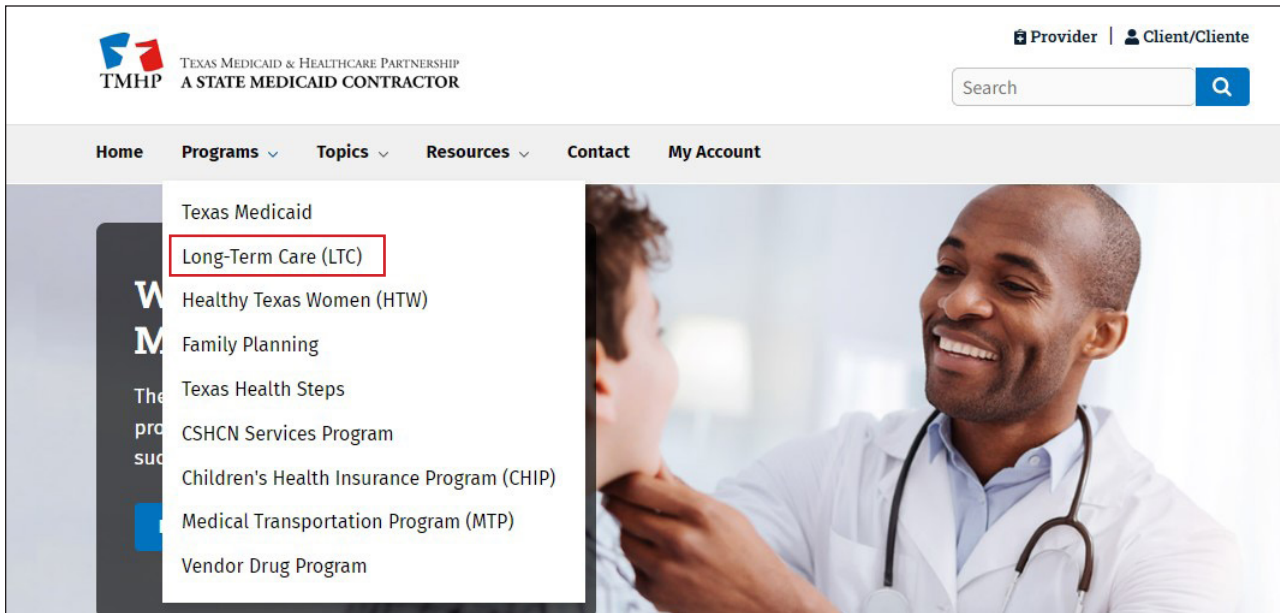 Provider | Client/Cliente
TMHP
TEXAS MEDICAID & HEALTHCARE PARTNERSHIP
A STATE MEDICAID CONTRACTOR
Search
Home Programs Topics Resources Contact My Account
Texas Medicaid
Long-Term Care (LTC)
Healthy Texas Women (HTW)
Family Planning
Texas Health Steps
CSHCN Services Program
Children's Health Insurance Program (CHIP)
Medical Transportation Program (MTP)
Vendor Drug Program